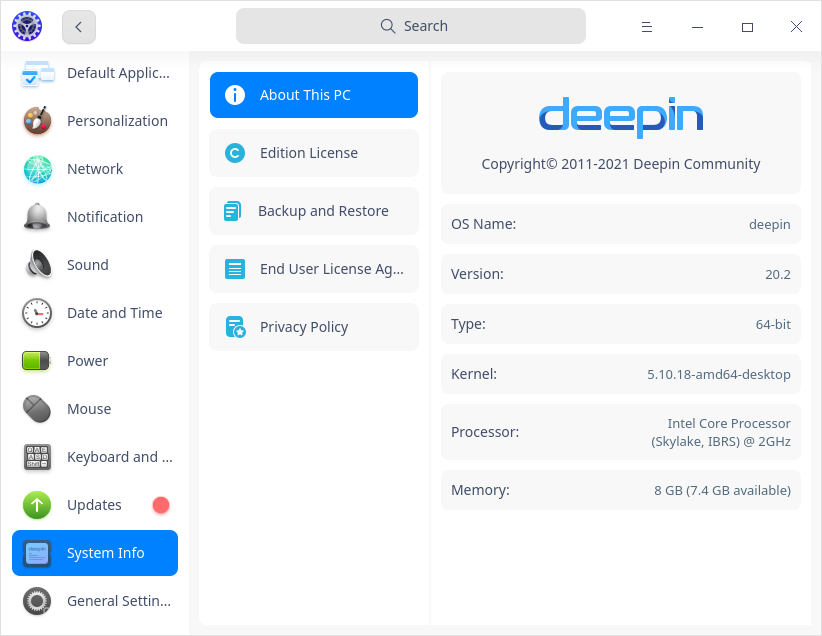 Search
Default Applic...
Personalization
Network
Notification
Sound
Date and Time
Power
Mouse
Keyboard and ...
Updates
System Info
General Settin...
About This PC
Edition License
Backup and Restore
End User License Ag...
Privacy Policy
deepin
Copyright© 2011-2021 Deepin Community
OS Name: deepin
Version: 20.2
Type: 64-bit
Kernel: 5.10.18-amd64-desktop
Processor: Intel Core Processor
(Skylake, IBRS) @ 2GHz
Memory: 8 GB (7.4 GB available)